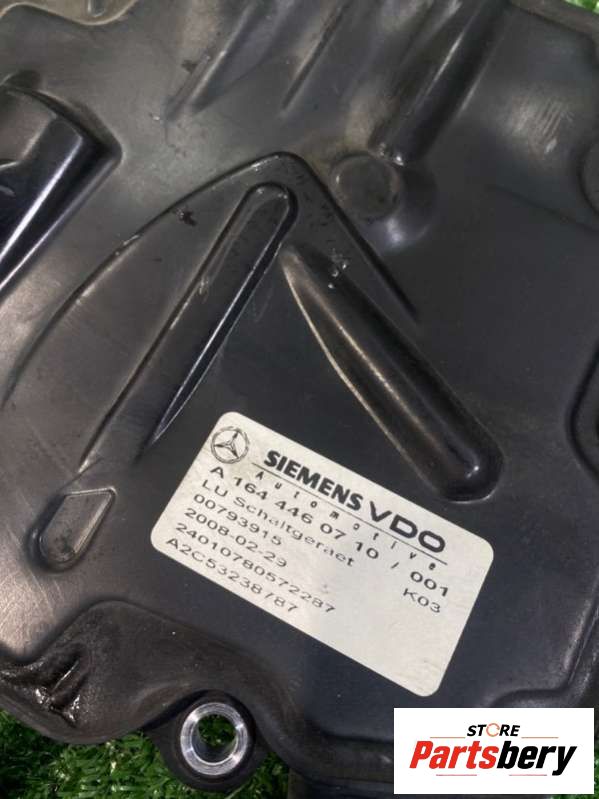 SIEMENS VDO
Automotive
A 164 446 07 10 / 001
LU Schaltgeraet K03
00793915
2008-02-29
24010780572287
A2C53238787
STORE
Partsbery